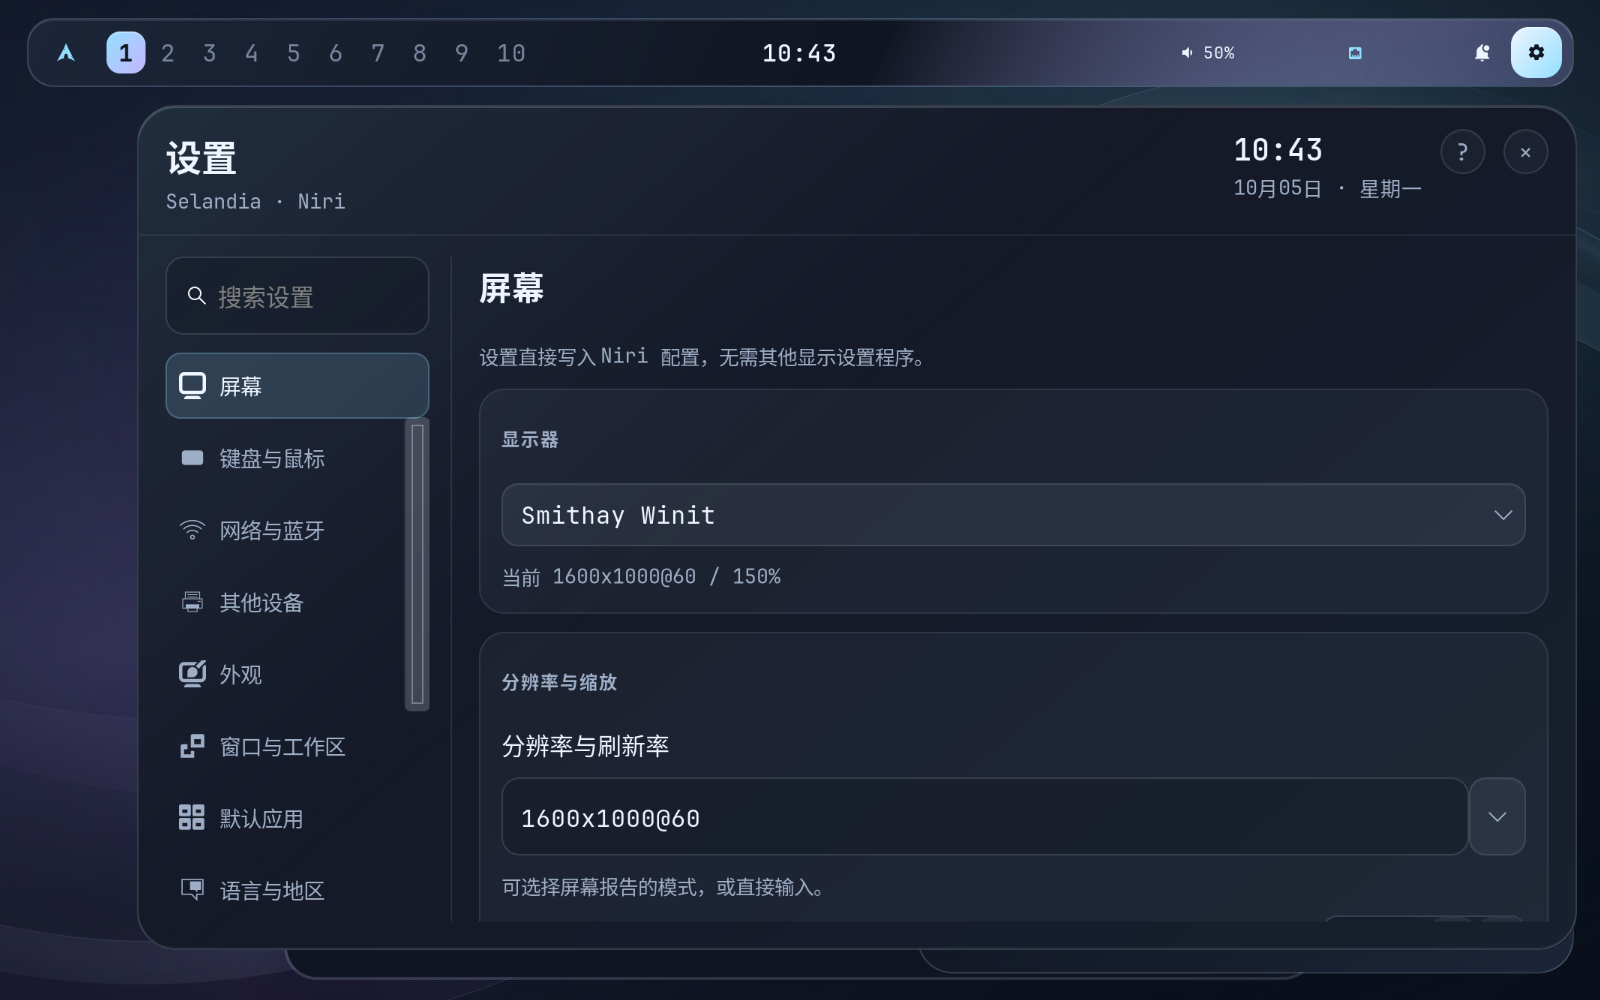 1 2 3 4 5 6 7 8 9 10
10:43
50%
设置
Selandia · Niri
10:43
10月05日 · 星期一
?
×
搜索设置
屏幕
键盘与鼠标
网络与蓝牙
其他设备
外观
窗口与工作区
默认应用
语言与地区
屏幕
设置直接写入 Niri 配置，无需其他显示设置程序。
显示器
Smithay Winit
当前 1600x1000@60 / 150%
分辨率与缩放
分辨率与刷新率
1600x1000@60
可选择屏幕报告的模式，或直接输入。